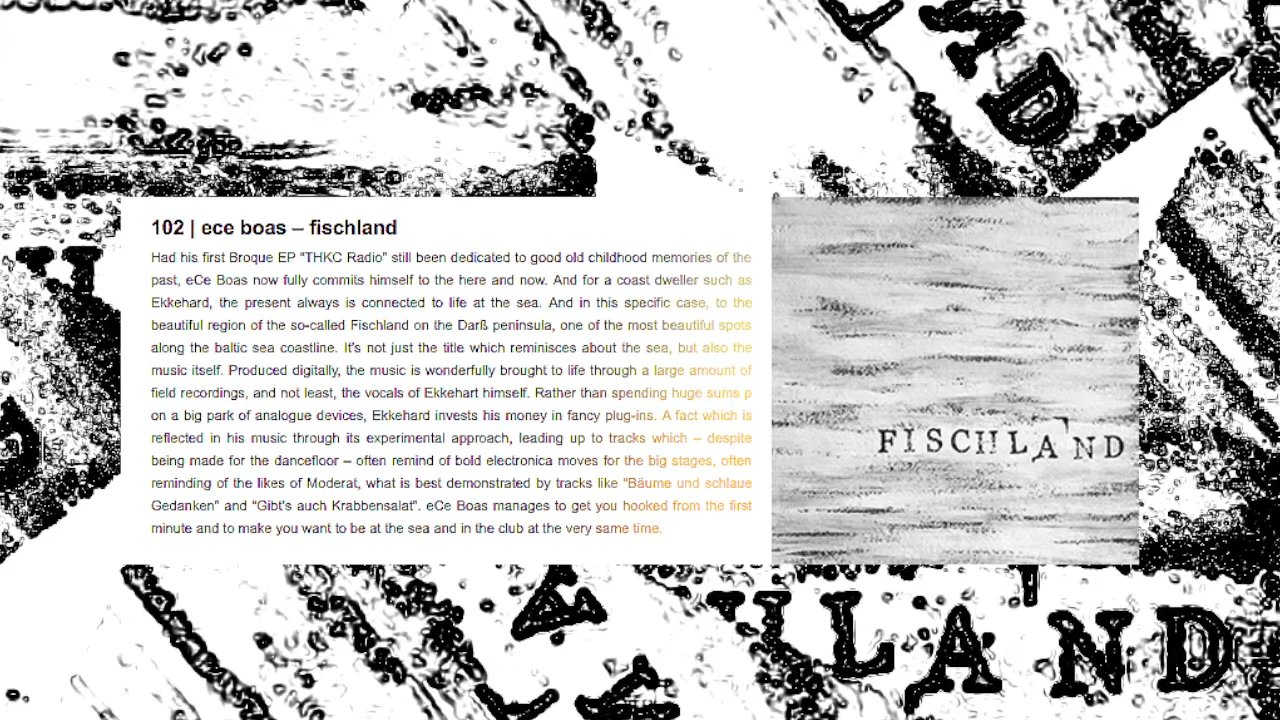 102 | ece boas – fischland
Had his first Broque EP "THKC Radio" still been dedicated to good old childhood memories of the
past, eCe Boas now fully commits himself to the here and now. And for a coast dweller such as
Ekkehard, the present always is connected to life at the sea. And in this specific case, to the
beautiful region of the so-called Fischland on the Darß peninsula, one of the most beautiful spots
along the baltic sea coastline. It's not just the title which reminisces about the sea, but also the
music itself. Produced digitally, the music is wonderfully brought to life through a large amount of
field recordings, and not least, the vocals of Ekkehart himself. Rather than spending huge sums p
on a big park of analogue devices, Ekkehard invests his money in fancy plug-ins. A fact which is
reflected in his music through its experimental approach, leading up to tracks which – despite
being made for the dancefloor – often remind of bold electronica moves for the big stages, often
reminding of the likes of Moderat, what is best demonstrated by tracks like "Bäume und schlaue
Gedanken" and "Gibt's auch Krabbensalat". eCe Boas manages to get you hooked from the first
minute and to make you want to be at the sea and in the club at the very same time.
FISCHLAND
LAND